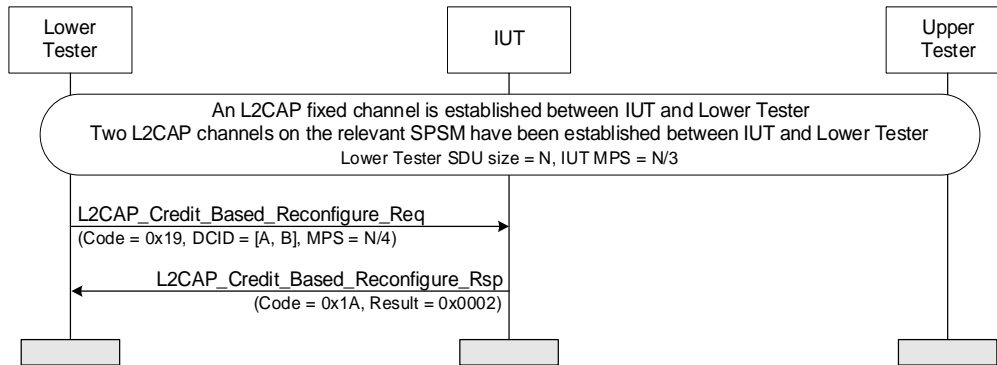 Lower
Tester
IUT
Upper
Tester
An L2CAP fixed channel is established between IUT and Lower Tester
Two L2CAP channels on the relevant SPSM have been established between IUT and Lower Tester
Lower Tester SDU size = N, IUT MPS = N/3
L2CAP_Credit_Based_Reconfigure_Req
(Code = 0x19, DCID = [A, B], MPS = N/4)
L2CAP_Credit_Based_Reconfigure_Rsp
(Code = 0x1A, Result = 0x0002)